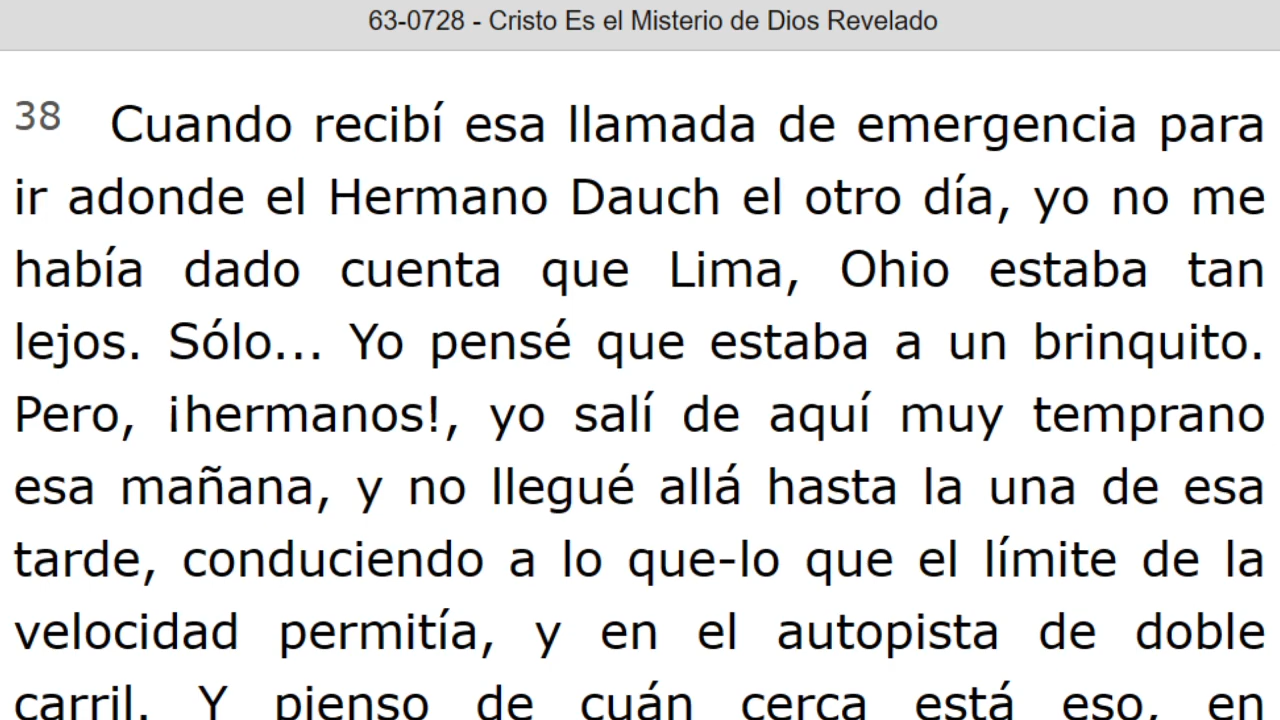 63-0728 - Cristo Es el Misterio de Dios Revelado
38 Cuando recibí esa llamada de emergencia para
ir adonde el Hermano Dauch el otro día, yo no me
había dado cuenta que Lima, Ohio estaba tan
lejos. Sólo... Yo pensé que estaba a un brinquito.
Pero, ¡hermanos!, yo salí de aquí muy temprano
esa mañana, y no llegué allá hasta la una de esa
tarde, conduciendo a lo que-lo que el límite de la
velocidad permitía, y en el autopista de doble
carril. Y pienso de cuán cerca está eso, en